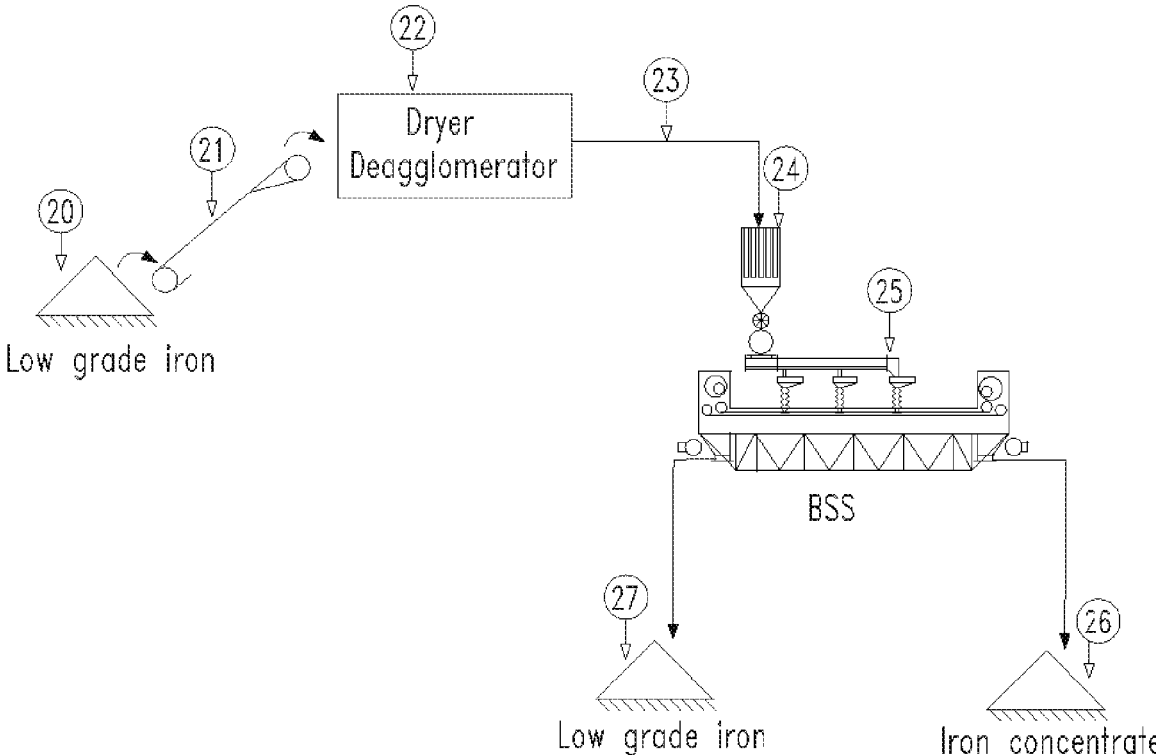 22
Dryer
Deagglomerator
23
21
24
20
Low grade iron
25
BSS
27
Low grade iron
26
Iron concentrate